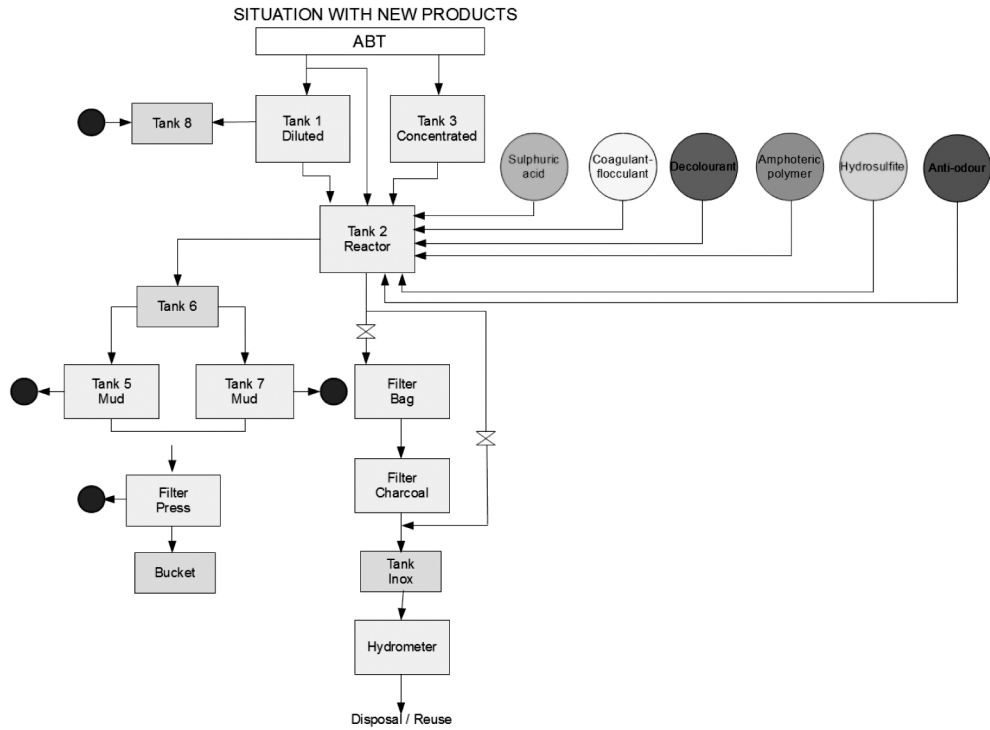 SITUATION WITH NEW PRODUCTS
ABT
Tank 8
Tank 1
Diluted
Tank 3
Concentrated
Sulphuric
acid
Coagulant-
flocculant
Decolourant
Amphoteric
polymer
Hydrosulfite
Anti-odour
Tank 2
Reactor
Tank 6
Tank 5
Mud
Tank 7
Mud
Filter
Bag
Filter
Charcoal
Filter
Press
Bucket
Tank
Inox
Hydrometer
Disposal / Reuse